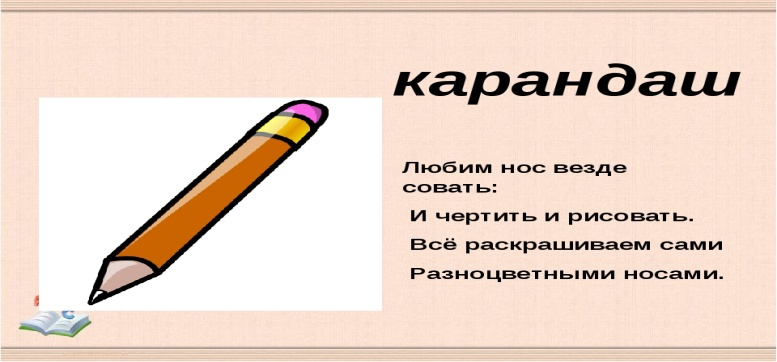 карандаш
Любим нос везде
совать:
И чертить и рисовать.
Всё раскрашиваем сами
Разноцветными носами.